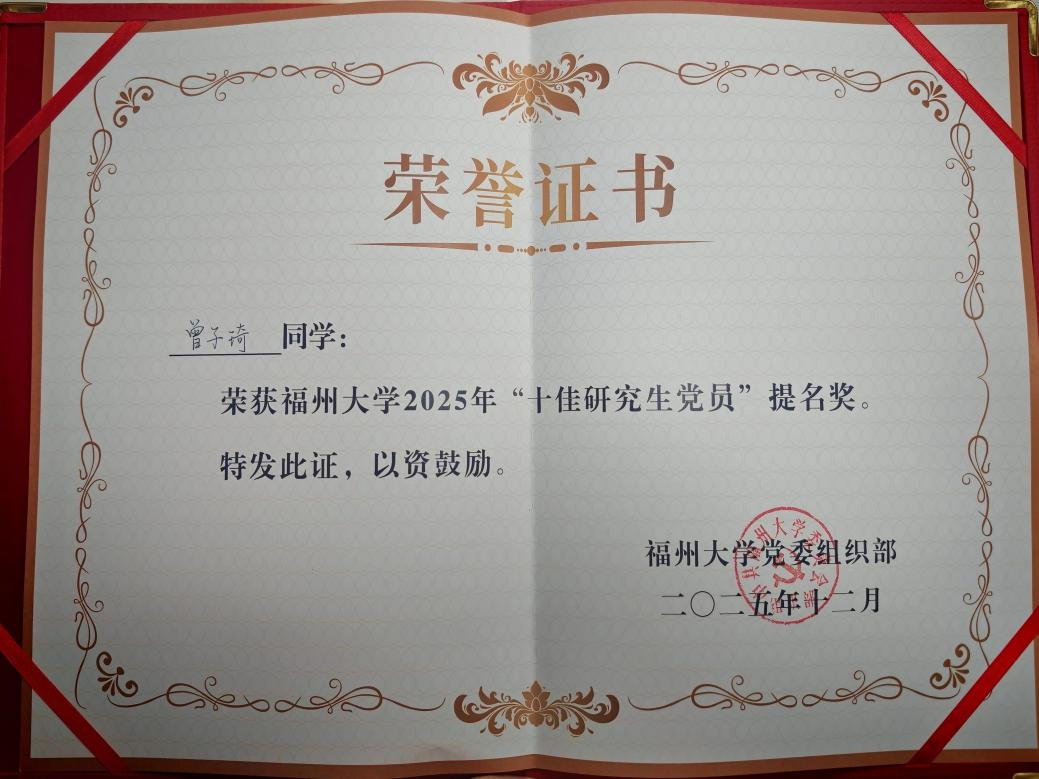 荣誉证书
曾子琦 同学：
荣获福州大学2025年“十佳研究生党员”提名奖。
特发此证，以资鼓励。
福州大学党委组织部
二〇二五年十二月